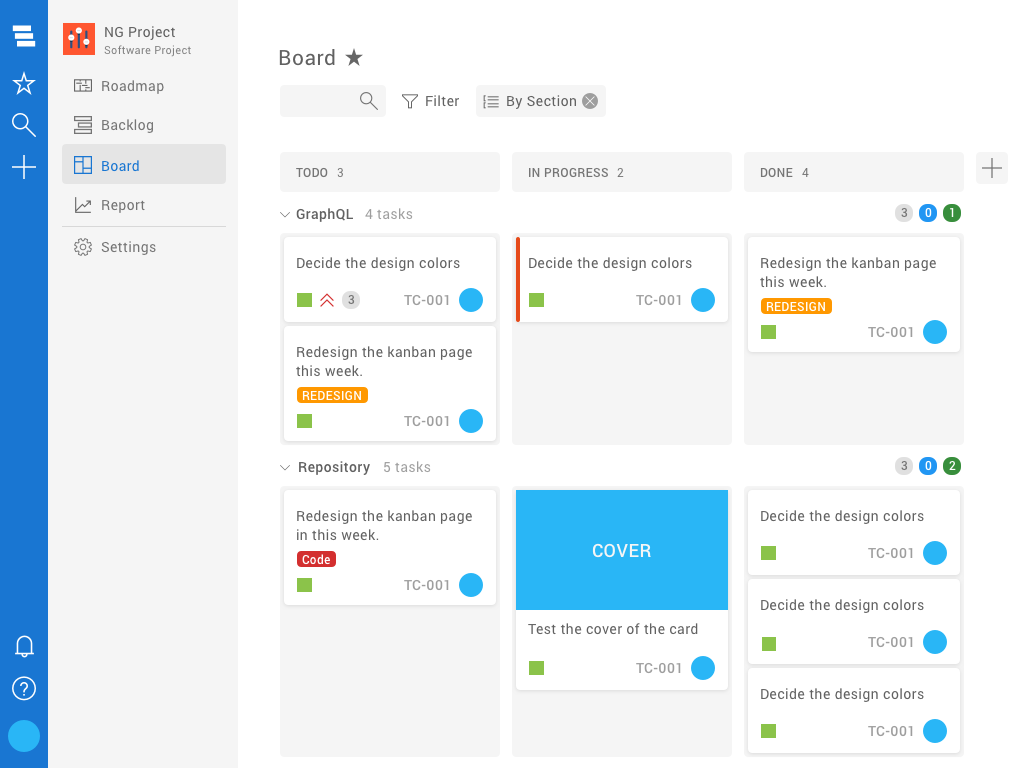 NG Project
Software Project
Roadmap
Backlog
Board
Report
Settings
?
Board ★
Filter
By Section
TODO 3
IN PROGRESS 2
DONE 4
GraphQL 4 tasks
3 0 1
Decide the design colors
3 TC-001
Redesign the kanban page
this week.
REDESIGN
TC-001
Decide the design colors
TC-001
Redesign the kanban page
this week.
REDESIGN
TC-001
Repository 5 tasks
3 0 2
Redesign the kanban page
in this week.
Code
TC-001
COVER
Test the cover of the card
TC-001
Decide the design colors
TC-001
Decide the design colors
TC-001
Decide the design colors
TC-001